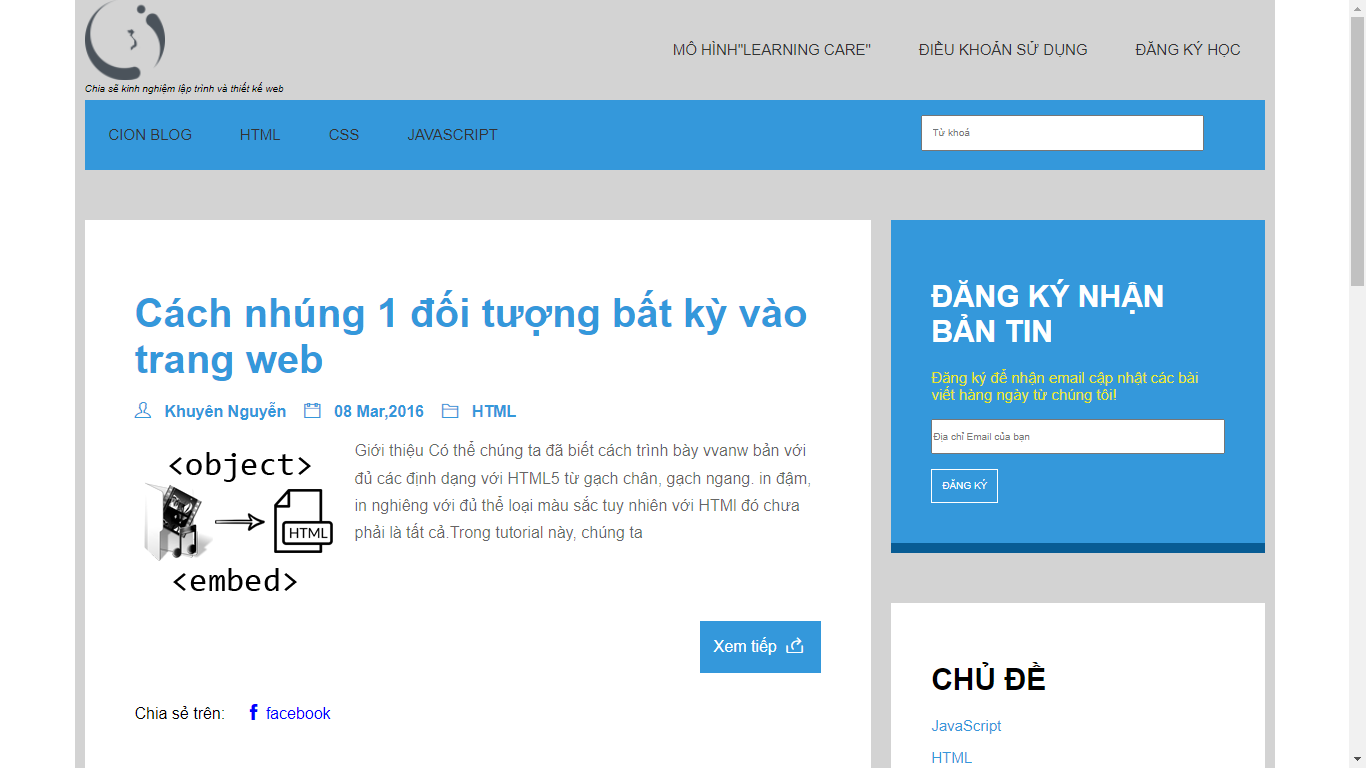 Chia sẽ kinh nghiệm lập trình và thiết kế web
MÔ HÌNH"LEARNING CARE" ĐIỀU KHOẢN SỬ DỤNG ĐĂNG KÝ HỌC
CION BLOG HTML CSS JAVASCRIPT
Từ khoá
Cách nhúng 1 đối tượng bất kỳ vào
trang web
Khuyên Nguyễn 08 Mar,2016 HTML
<object>
HTML
<embed>
Giới thiệu Có thể chúng ta đã biết cách trình bày vvanw bản với
đủ các định dạng với HTML5 từ gạch chân, gạch ngang. in đậm,
in nghiêng với đủ thể loại màu sắc tuy nhiên với HTMl đó chưa
phải là tất cả.Trong tutorial này, chúng ta
Xem tiếp
Chia sẻ trên: facebook
ĐĂNG KÝ NHẬN
BẢN TIN
Đăng ký để nhận email cập nhật các bài
viết hàng ngày từ chúng tôi!
Địa chỉ Email của bạn
ĐĂNG KÝ
CHỦ ĐỀ
JavaScript
HTML